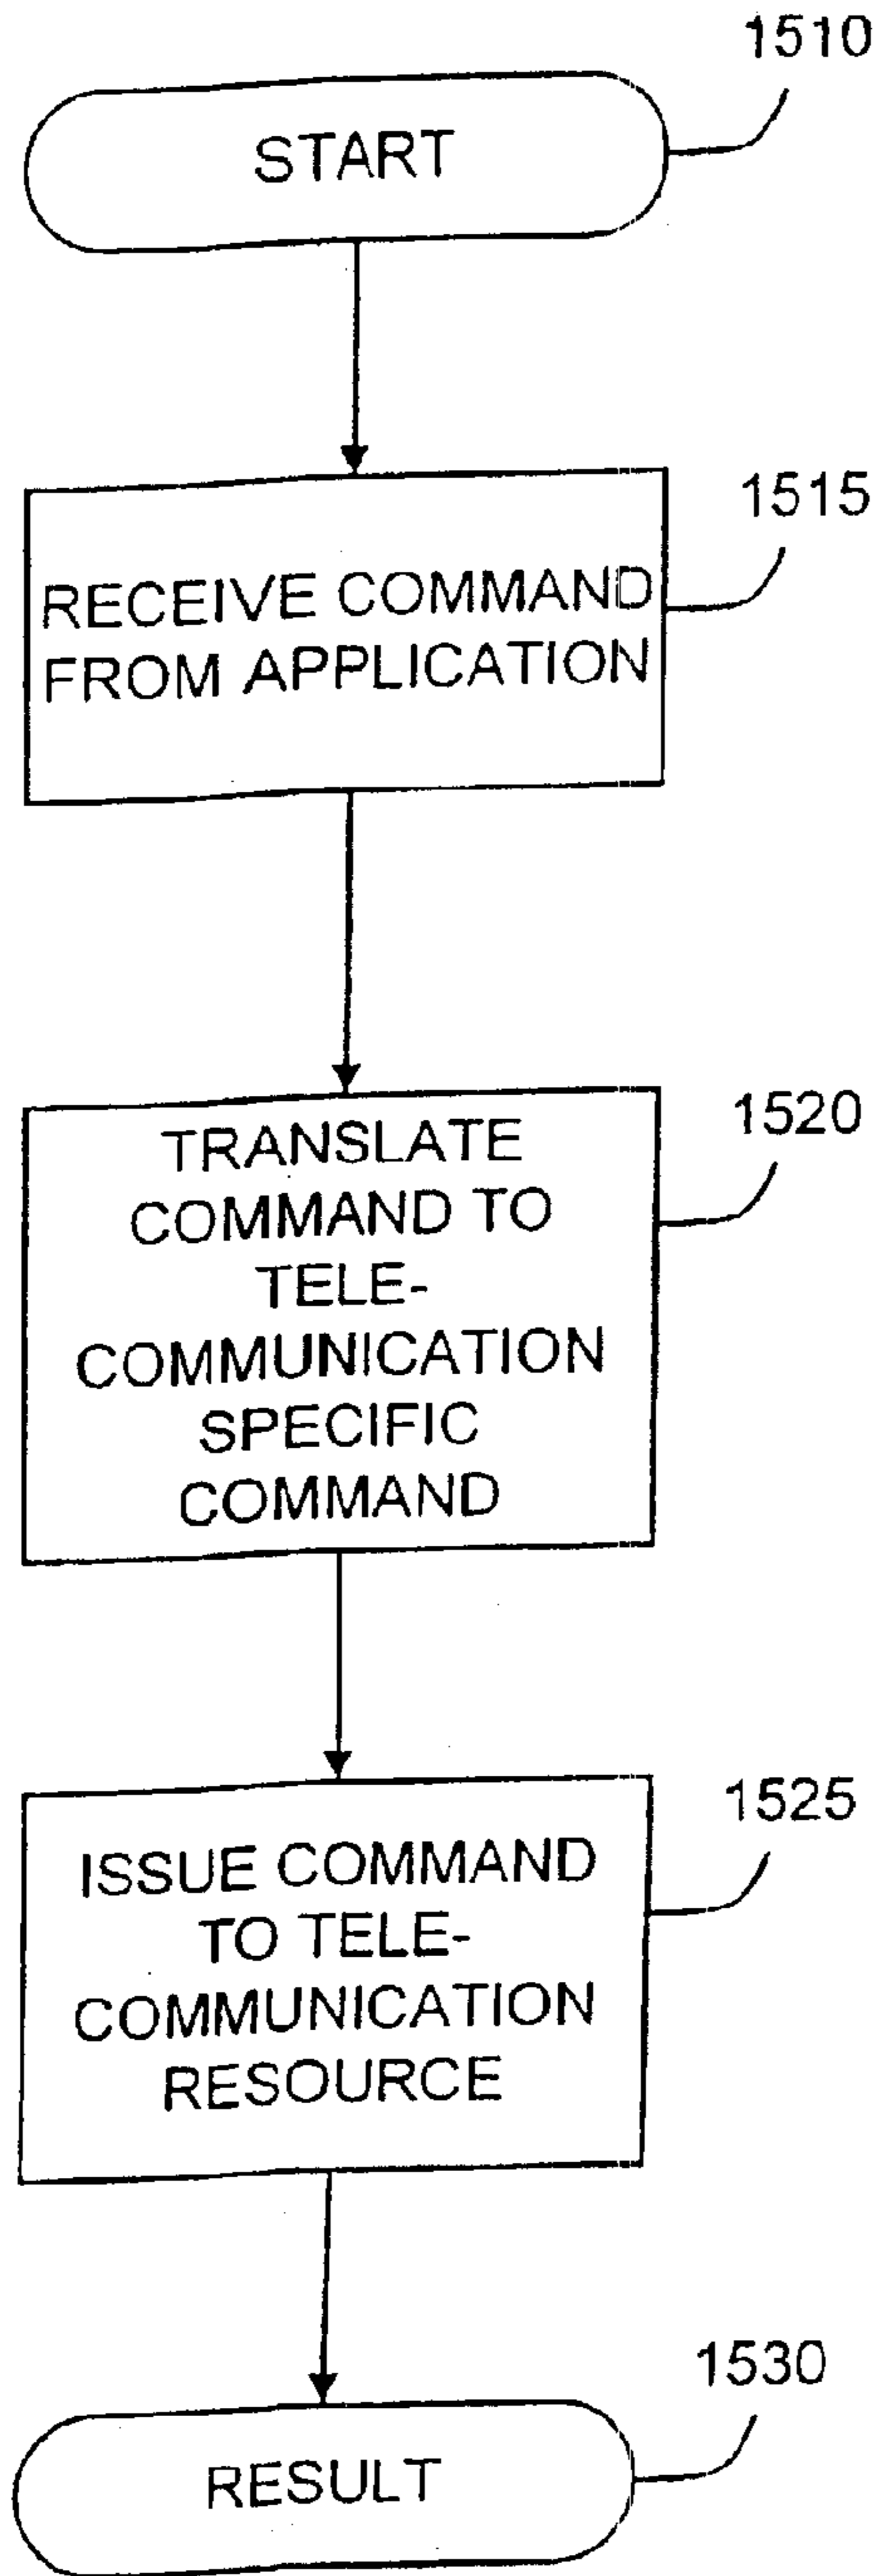 1510
START
1515
RECEIVE COMMAND
FROM APPLICATION
1520
TRANSLATE
COMMAND TO
TELE-
COMMUNICATION
SPECIFIC
COMMAND
1525
ISSUE COMMAND
TO TELE-
COMMUNICATION
RESOURCE
1530
RESULT